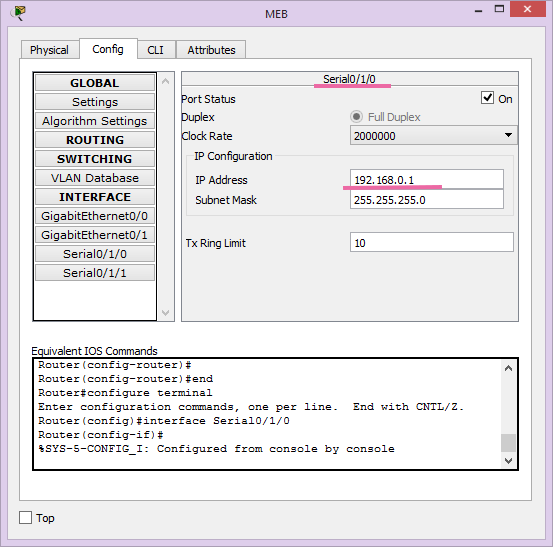 MEB
Physical
Config
CLI
Attributes
GLOBAL
Settings
Algorithm Settings
ROUTING
SWITCHING
VLAN Database
INTERFACE
GigabitEthernet0/0
GigabitEthernet0/1
Serial0/1/0
Serial0/1/1
Serial0/1/0
Port Status
On
Duplex
Full Duplex
Clock Rate
2000000
IP Configuration
IP Address
192.168.0.1
Subnet Mask
255.255.255.0
Tx Ring Limit
10
Equivalent IOS Commands
Router(config-router)#
Router(config-router)#end
Router#configure terminal
Enter configuration commands, one per line.  End with CNTL/Z.
Router(config)#interface Serial0/1/0
Router(config-if)#
%SYS-5-CONFIG_I: Configured from console by console
Top